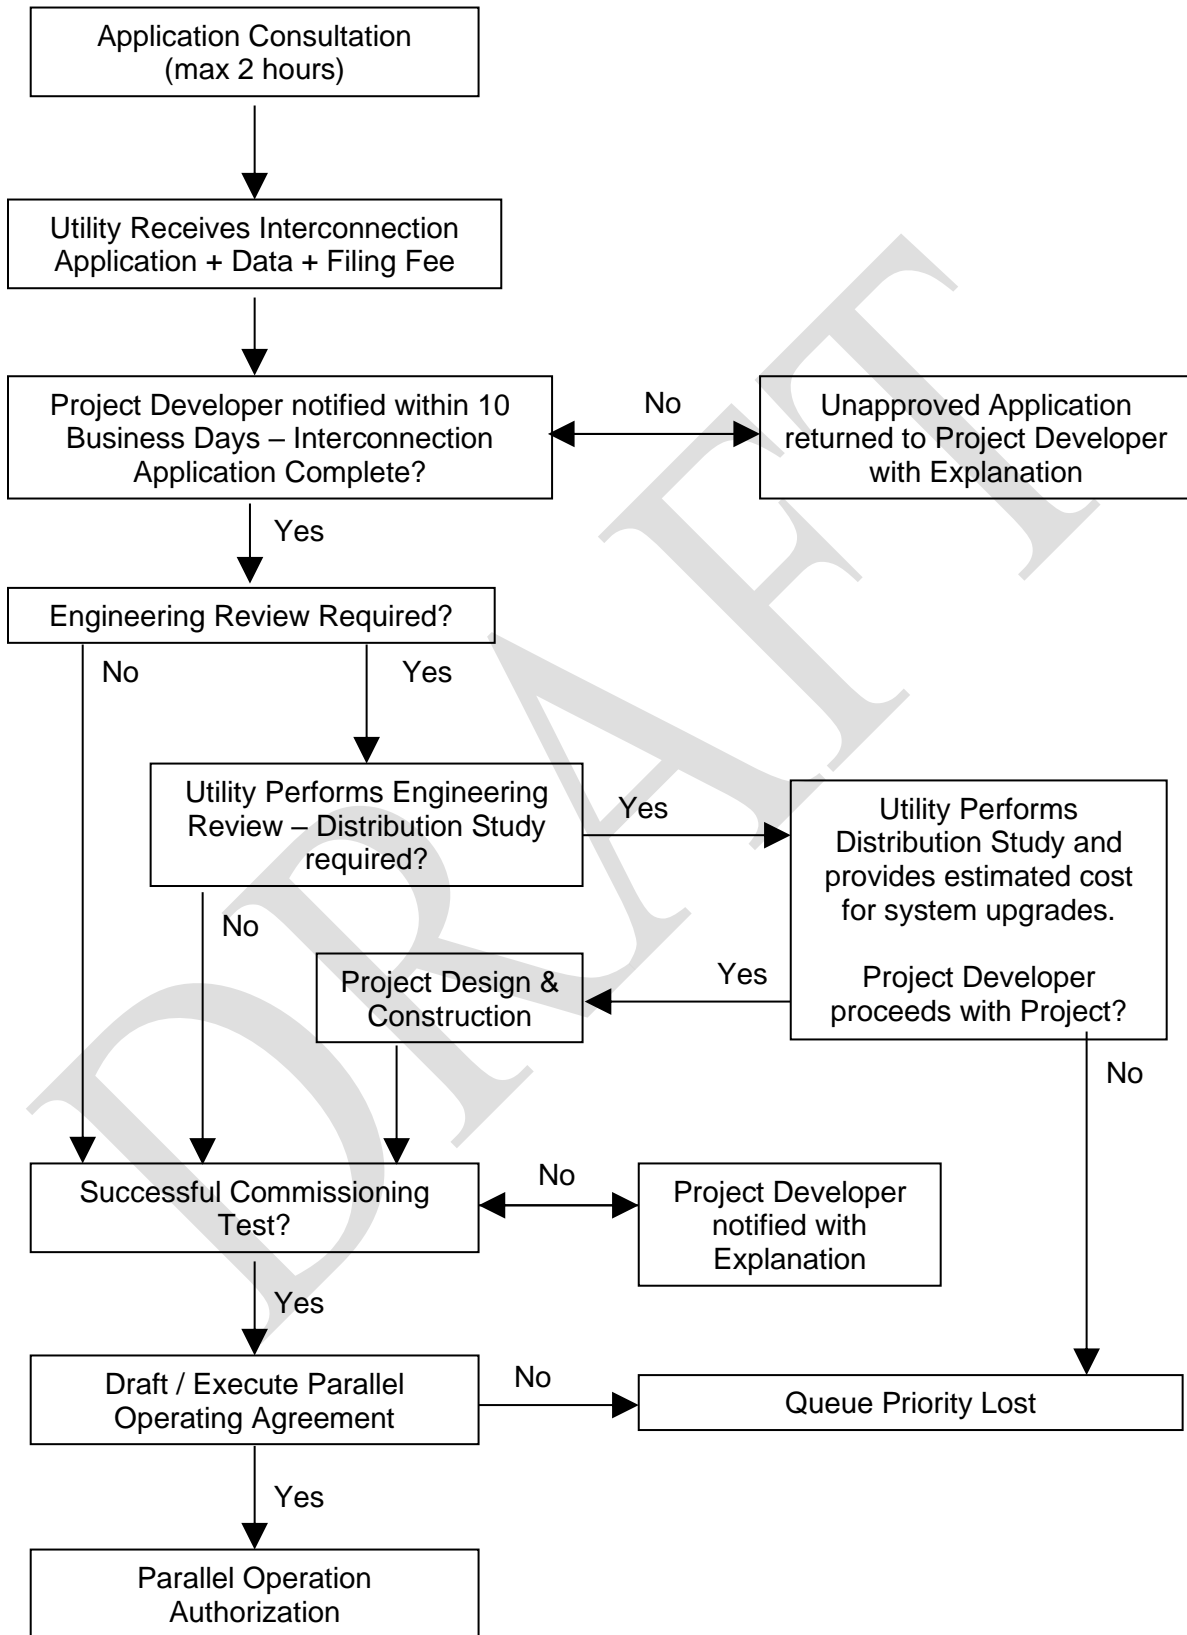 Application Consultation
(max 2 hours)
Utility Receives Interconnection
Application + Data + Filing Fee
Project Developer notified within 10
Business Days – Interconnection
Application Complete?
No
Unapproved Application
returned to Project Developer
with Explanation
Yes
Engineering Review Required?
No
Yes
Utility Performs Engineering
Review – Distribution Study
required?
Yes
Utility Performs
Distribution Study and
provides estimated cost
for system upgrades.
Project Developer
proceeds with Project?
No
Yes
Project Design &
Construction
No
Successful Commissioning
Test?
No
Project Developer
notified with
Explanation
Yes
Draft / Execute Parallel
Operating Agreement
No
Queue Priority Lost
Yes
Parallel Operation
Authorization
DRAFT